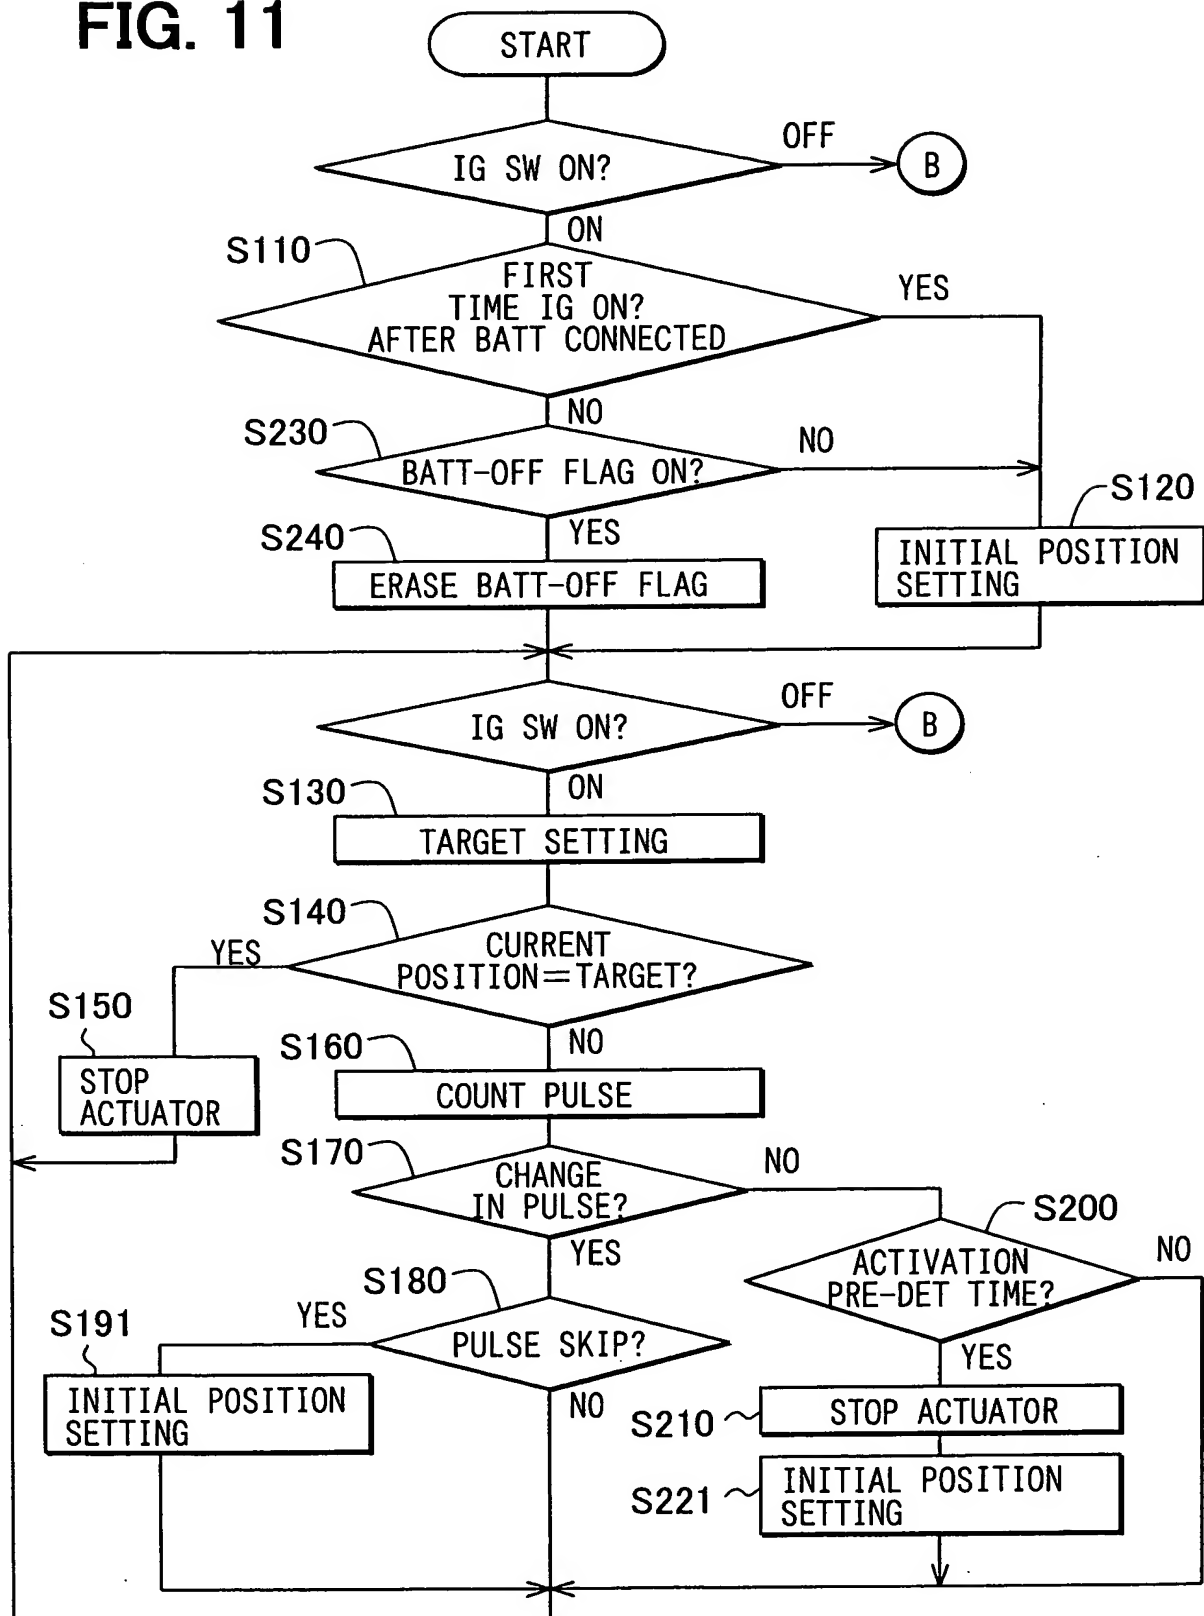 FIG. 11
START
IG SW ON?
OFF
B
ON
S110
FIRST
TIME IG ON?
AFTER BATT CONNECTED
YES
NO
S230
BATT-OFF FLAG ON?
NO
YES
S120
INITIAL POSITION
SETTING
S240
ERASE BATT-OFF FLAG
IG SW ON?
OFF
B
ON
S130
TARGET SETTING
S140
CURRENT
POSITION=TARGET?
YES
NO
S150
STOP
ACTUATOR
S160
COUNT PULSE
S170
CHANGE
IN PULSE?
NO
YES
S200
ACTIVATION
PRE-DET TIME?
NO
YES
S180
PULSE SKIP?
YES
NO
S191
INITIAL POSITION
SETTING
S210
STOP ACTUATOR
S221
INITIAL POSITION
SETTING